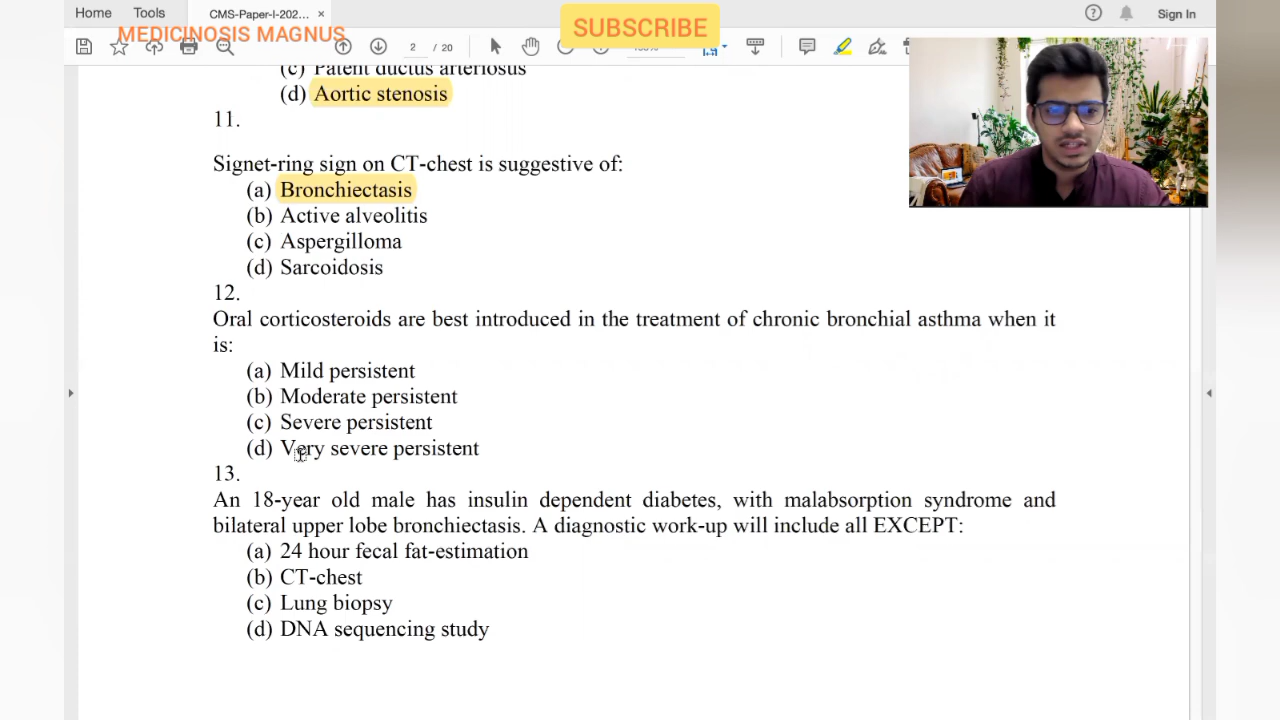 Home Tools CMS-Paper-I-202... × Sign In
MEDICINOSIS MAGNUS
SUBSCRIBE
2 / 20
(c) Patent ductus arteriosus
(d) Aortic stenosis
11.
Signet-ring sign on CT-chest is suggestive of:
(a) Bronchiectasis
(b) Active alveolitis
(c) Aspergilloma
(d) Sarcoidosis
12.
Oral corticosteroids are best introduced in the treatment of chronic bronchial asthma when it
is:
(a) Mild persistent
(b) Moderate persistent
(c) Severe persistent
(d) Very severe persistent
13.
An 18-year old male has insulin dependent diabetes, with malabsorption syndrome and
bilateral upper lobe bronchiectasis. A diagnostic work-up will include all EXCEPT:
(a) 24 hour fecal fat-estimation
(b) CT-chest
(c) Lung biopsy
(d) DNA sequencing study